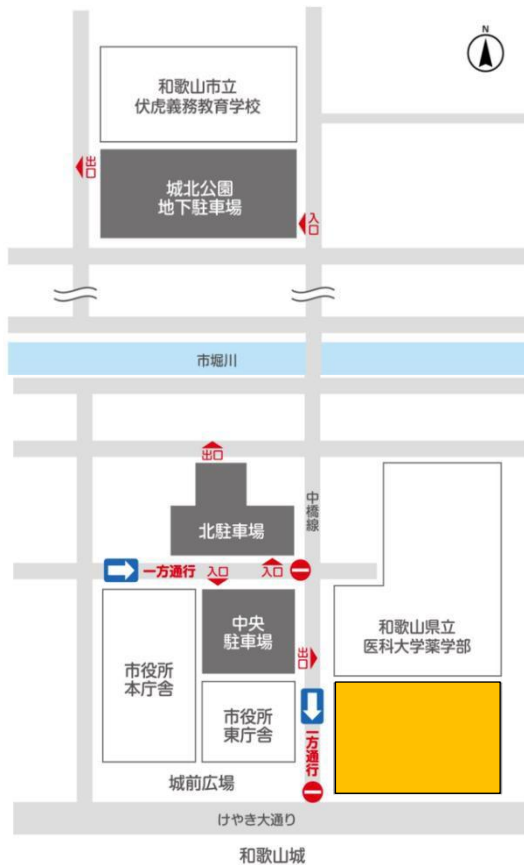 N
和歌山市立
伏虎義務教育学校
出口
城北公園
地下駐車場
入口
市堀川
出口
中橋線
北駐車場
一方通行
入口
入口
中央
駐車場
出口
和歌山県立
医科大学薬学部
市役所
本庁舎
市役所
東庁舎
一方通行
城前広場
けやき大通り
和歌山城